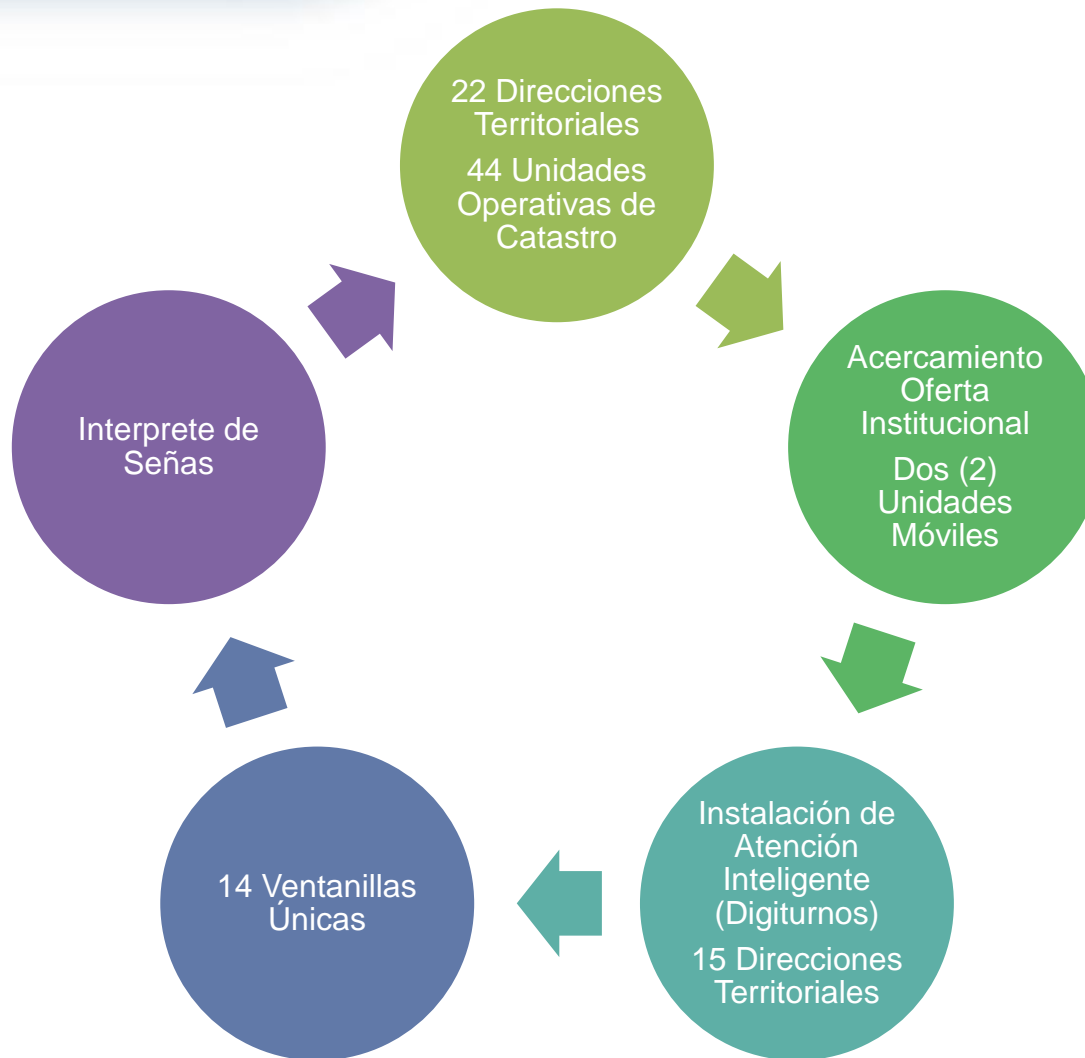 22 Direcciones
Territoriales
44 Unidades
Operativas de
Catastro
Acercamiento
Oferta
Institucional
Dos (2)
Unidades
Móviles
Instalación de
Atención
Inteligente
(Digiturnos)
15 Direcciones
Territoriales
14 Ventanillas
Únicas
Interprete de
Señas